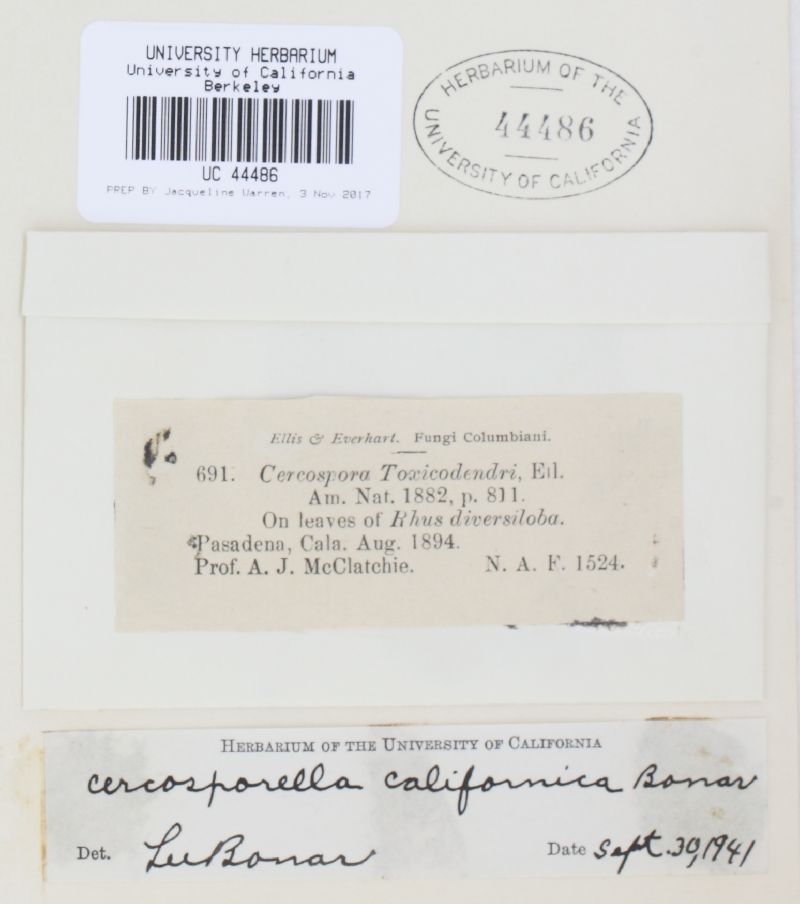 UNIVERSITY HERBARIUM
University of California
Berkeley
UC 44486
PREP BY Jacqueline Warren, 3 Nov 2017
HERBARIUM OF THE
44486
UNIVERSITY OF CALIFORNIA
Ellis & Everhart. Fungi Columbiani.
691. Cercospora Toxicodendri, Ell.
Am. Nat. 1882, p. 811.
On leaves of Rhus diversiloba.
Pasadena, Cala. Aug. 1894.
Prof. A. J. McClatchie. N. A. F. 1524.
HERBARIUM OF THE UNIVERSITY OF CALIFORNIA
cercosporella californica Bonar
Det. Lee Bonar Date Sept. 30, 1941